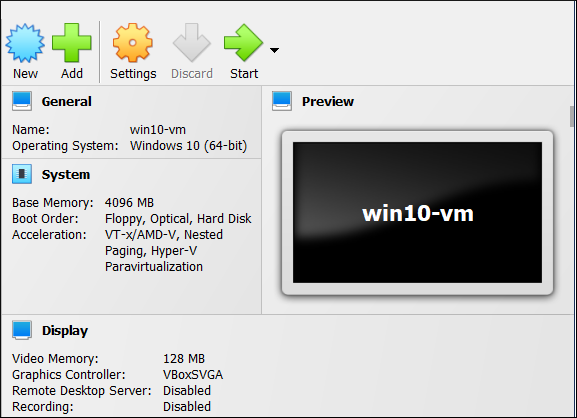 New Add Settings Discard Start
General
Name: win10-vm
Operating System: Windows 10 (64-bit)
System
Base Memory: 4096 MB
Boot Order: Floppy, Optical, Hard Disk
Acceleration: VT-x/AMD-V, Nested
Paging, Hyper-V
Paravirtualization
Preview
win10-vm
Display
Video Memory: 128 MB
Graphics Controller: VBoxSVGA
Remote Desktop Server: Disabled
Recording: Disabled